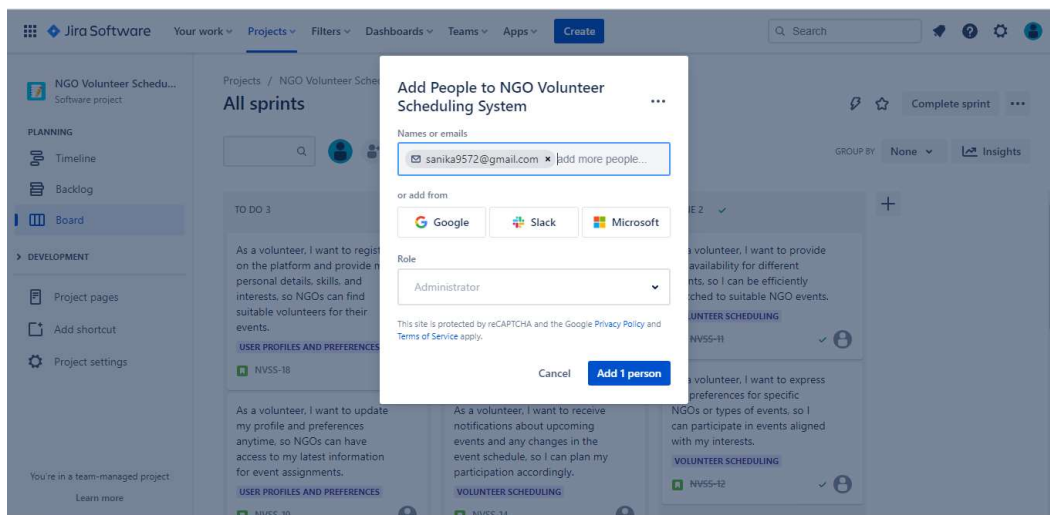 Jira Software
Your work Projects Filters Dashboards Teams Apps Create Search
NGO Volunteer Schedu...
Software project
PLANNING
Timeline
Backlog
Board
DEVELOPMENT
Project pages
Add shortcut
Project settings
You're in a team-managed project
Learn more
Projects / NGO Volunteer Sche
All sprints
Complete sprint
GROUP BY None Insights
TO DO 3
As a volunteer, I want to regist
on the platform and provide
personal details, skills, and
interests, so NGOs can find
suitable volunteers for their
events.
USER PROFILES AND PREFERENCES
NVSS-18
As a volunteer, I want to update
my profile and preferences
anytime, so NGOs can have
access to my latest information
for event assignments.
USER PROFILES AND PREFERENCES
NVSS-19
Add People to NGO Volunteer
Scheduling System
Names or emails
sanika9572@gmail.com × add more people...
or add from
Google Slack Microsoft
Role
Administrator
This site is protected by reCAPTCHA and the Google Privacy Policy and
Terms of Service apply.
Cancel Add 1 person
As a volunteer, I want to receive
notifications about upcoming
events and any changes in the
event schedule, so I can plan my
participation accordingly.
VOLUNTEER SCHEDULING
NVSS-14
NE 2
a volunteer, I want to provide
availability for different
nts, so I can be efficiently
ched to suitable NGO events.
LUNTEER SCHEDULING
NVSS-11
a volunteer, I want to express
preferences for specific
NGOs or types of events, so I
can participate in events aligned
with my interests.
VOLUNTEER SCHEDULING
NVSS-12